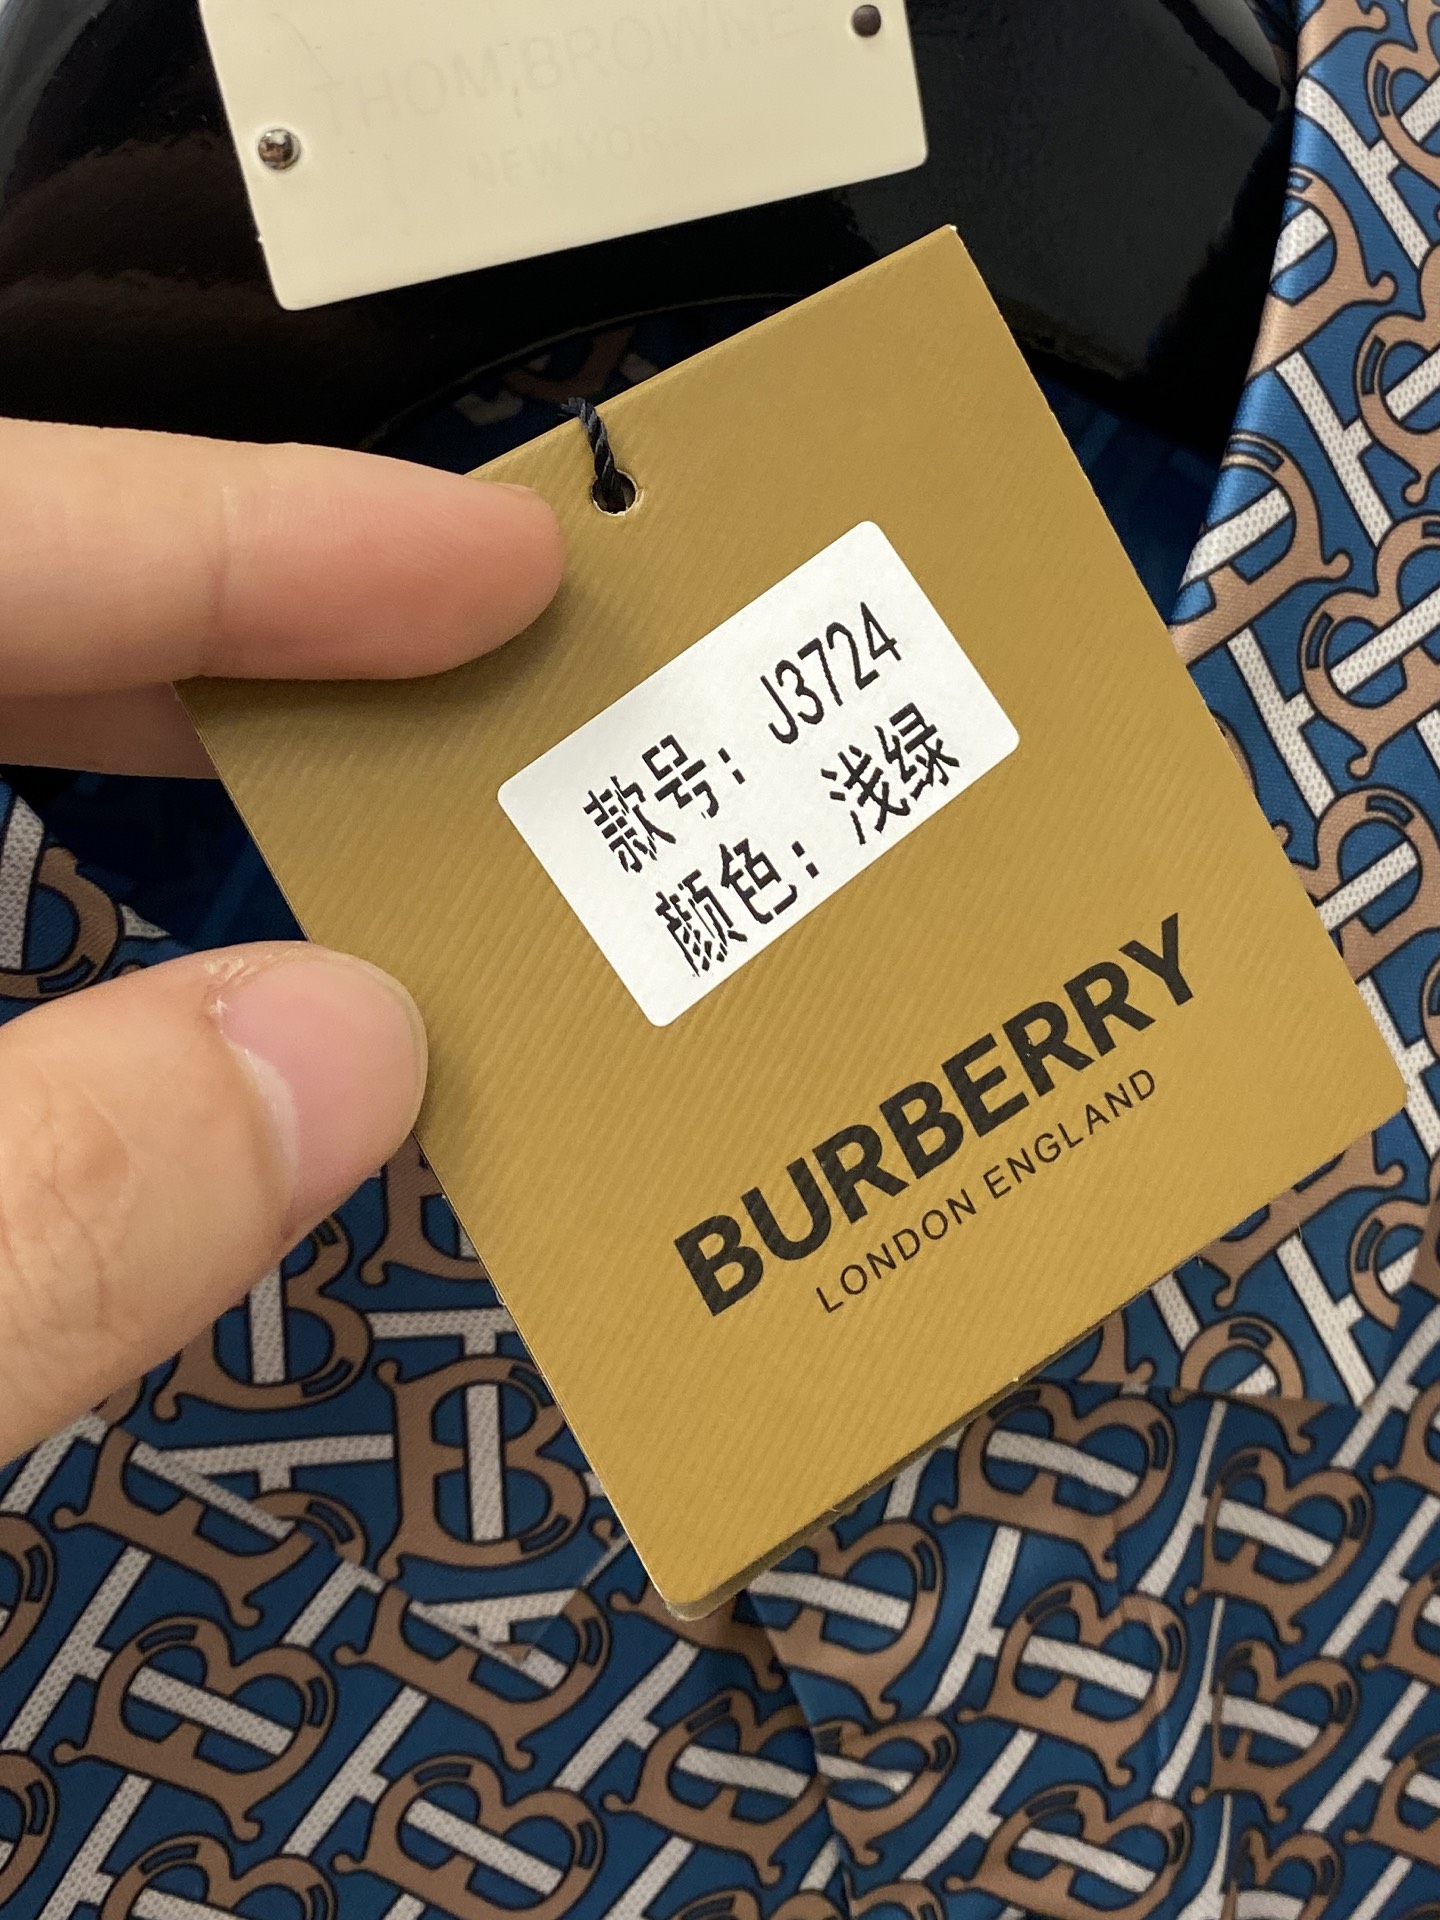 THOM BROWNE
NEW YORK
款号：J3724
颜色：浅绿
BURBERRY
LONDON ENGLAND